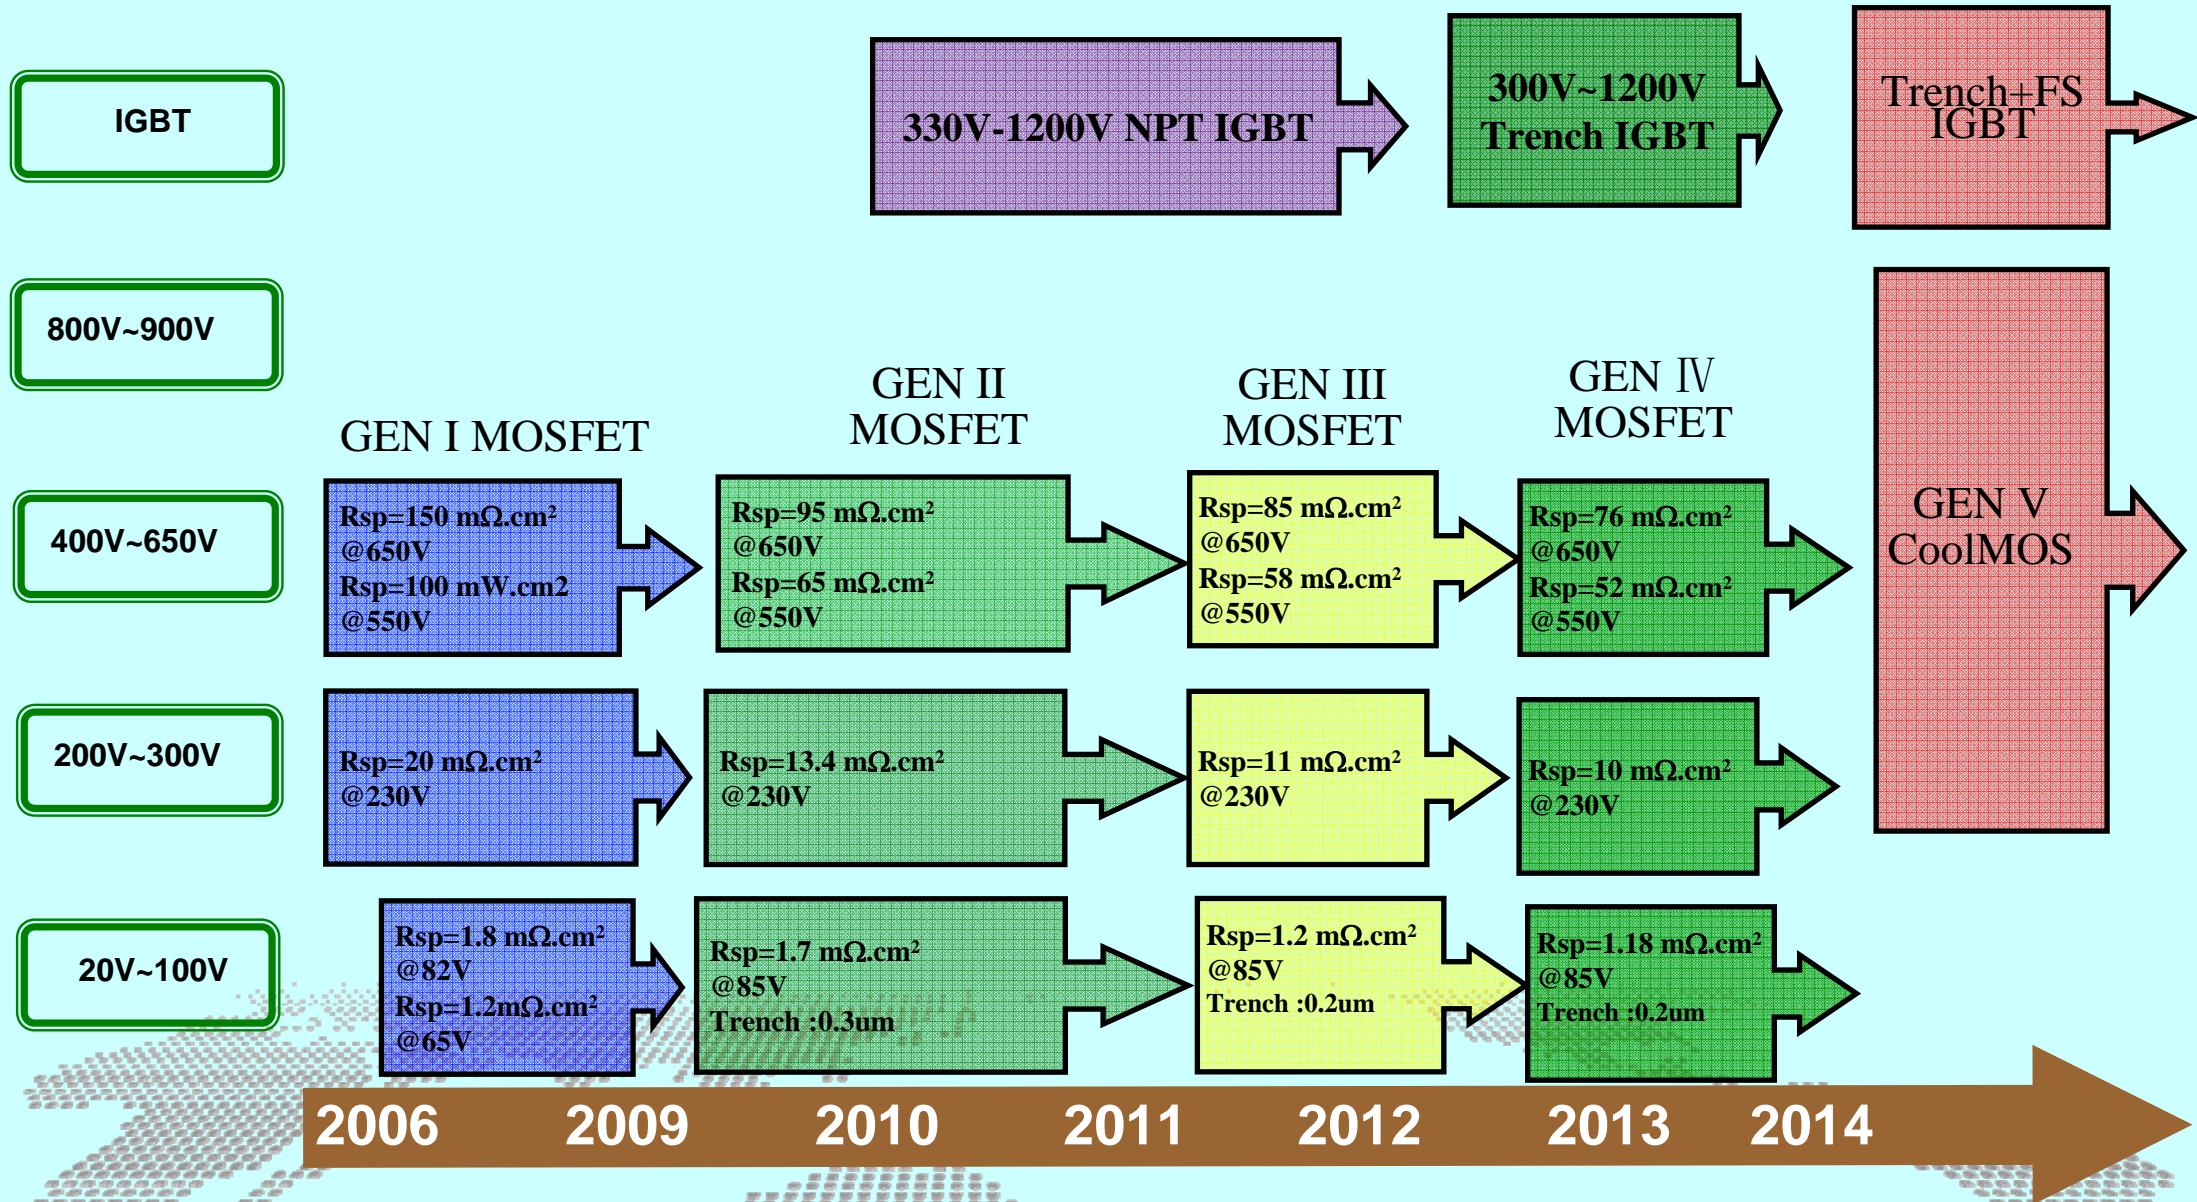 IGBT
330V-1200V NPT IGBT
300V~1200V
Trench IGBT
Trench+FS
IGBT
800V~900V
GEN I MOSFET
GEN II
MOSFET
GEN III
MOSFET
GEN Ⅳ
MOSFET
GEN V
CoolMOS
400V~650V
Rsp=150 mΩ.cm²
@650V
Rsp=100 mW.cm2
@550V
Rsp=95 mΩ.cm²
@650V
Rsp=65 mΩ.cm²
@550V
Rsp=85 mΩ.cm²
@650V
Rsp=58 mΩ.cm²
@550V
Rsp=76 mΩ.cm²
@650V
Rsp=52 mΩ.cm²
@550V
200V~300V
Rsp=20 mΩ.cm²
@230V
Rsp=13.4 mΩ.cm²
@230V
Rsp=11 mΩ.cm²
@230V
Rsp=10 mΩ.cm²
@230V
20V~100V
Rsp=1.8 mΩ.cm²
@82V
Rsp=1.2mΩ.cm²
@65V
Rsp=1.7 mΩ.cm²
@85V
Trench :0.3um
Rsp=1.2 mΩ.cm²
@85V
Trench :0.2um
Rsp=1.18 mΩ.cm²
@85V
Trench :0.2um
2006 2009 2010 2011 2012 2013 2014